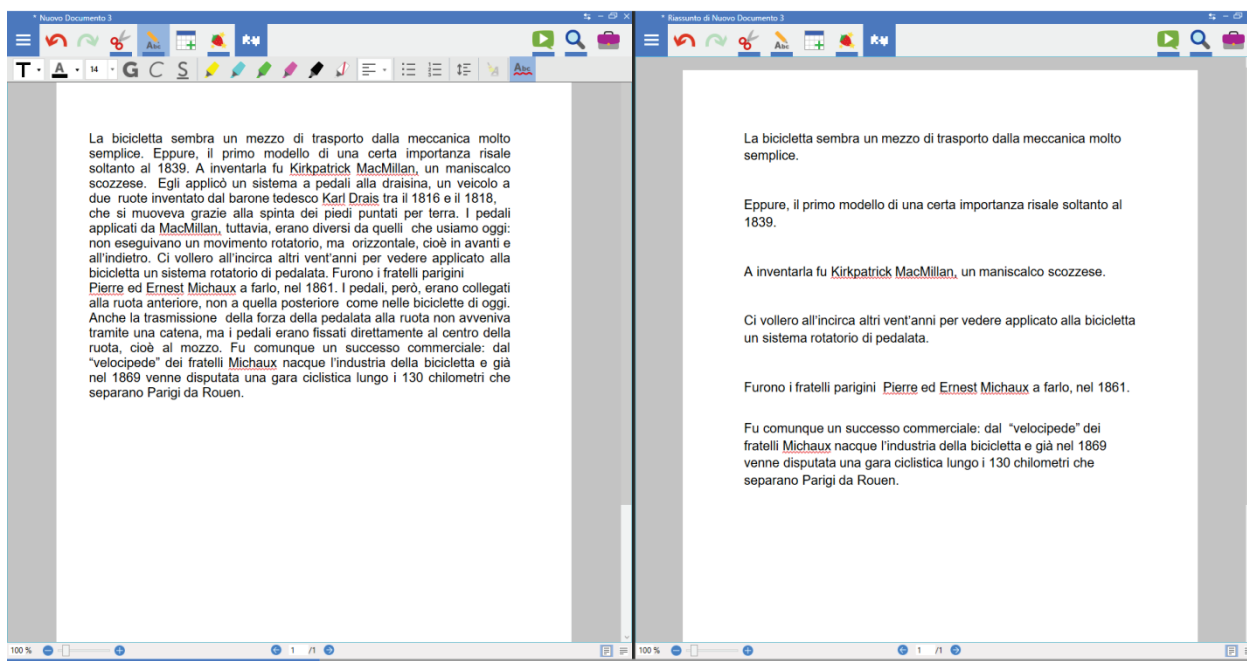 * Nuovo Documento 3
Abc
T A 14 G C S Abc
La bicicletta sembra un mezzo di trasporto dalla meccanica molto
semplice. Eppure, il primo modello di una certa importanza risale
soltanto al 1839. A inventarla fu Kirkpatrick MacMillan, un maniscalco
scozzese. Egli applicò un sistema a pedali alla draisina, un veicolo a
due ruote inventato dal barone tedesco Karl Drais tra il 1816 e il 1818,
che si muoveva grazie alla spinta dei piedi puntati per terra. I pedali
applicati da MacMillan, tuttavia, erano diversi da quelli che usiamo oggi:
non eseguivano un movimento rotatorio, ma orizzontale, cioè in avanti e
all'indietro. Ci vollero all'incirca altri vent'anni per vedere applicato alla
bicicletta un sistema rotatorio di pedalata. Furono i fratelli parigini
Pierre ed Ernest Michaux a farlo, nel 1861. I pedali, però, erano collegati
alla ruota anteriore, non a quella posteriore come nelle biciclette di oggi.
Anche la trasmissione della forza della pedalata alla ruota non avveniva
tramite una catena, ma i pedali erano fissati direttamente al centro della
ruota, cioè al mozzo. Fu comunque un successo commerciale: dal
“velocipede” dei fratelli Michaux nacque l'industria della bicicletta e già
nel 1869 venne disputata una gara ciclistica lungo i 130 chilometri che
separano Parigi da Rouen.
100 %
1 /1
* Riassunto di Nuovo Documento 3
Abc
La bicicletta sembra un mezzo di trasporto dalla meccanica molto
semplice.
Eppure, il primo modello di una certa importanza risale soltanto al
1839.
A inventarla fu Kirkpatrick MacMillan, un maniscalco scozzese.
Ci vollero all'incirca altri vent'anni per vedere applicato alla bicicletta
un sistema rotatorio di pedalata.
Furono i fratelli parigini Pierre ed Ernest Michaux a farlo, nel 1861.
Fu comunque un successo commerciale: dal “velocipede” dei
fratelli Michaux nacque l'industria della bicicletta e già nel 1869
venne disputata una gara ciclistica lungo i 130 chilometri che
separano Parigi da Rouen.
100 %
1 /1